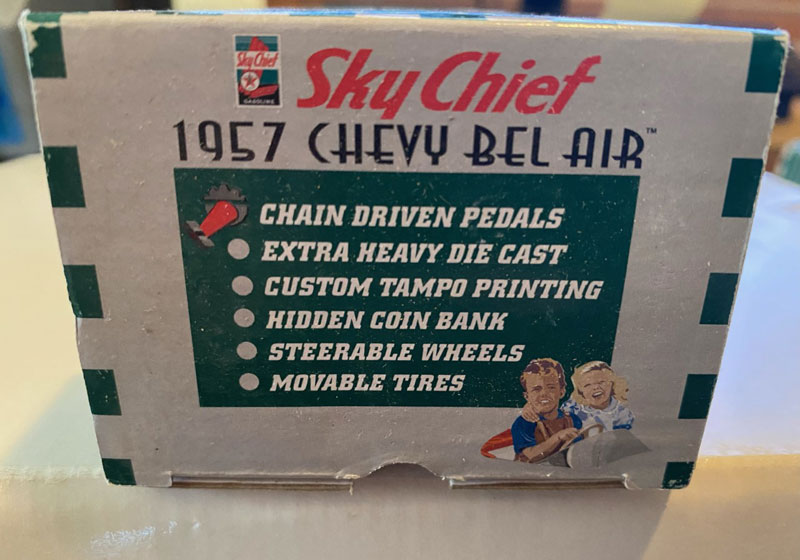 Sky Chief
GASOLINE
Sky Chief
1957 CHEVY BEL AIR™
CHAIN DRIVEN PEDALS
EXTRA HEAVY DIE CAST
CUSTOM TAMPO PRINTING
HIDDEN COIN BANK
STEERABLE WHEELS
MOVABLE TIRES